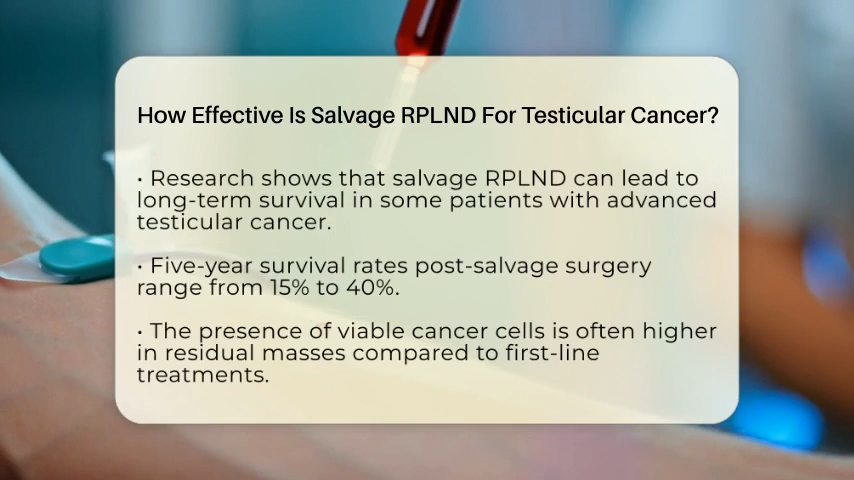 How Effective Is Salvage RPLND For Testicular Cancer?
• Research shows that salvage RPLND can lead to
long-term survival in some patients with advanced
testicular cancer.
• Five-year survival rates post-salvage surgery
range from 15% to 40%.
• The presence of viable cancer cells is often higher
in residual masses compared to first-line
treatments.